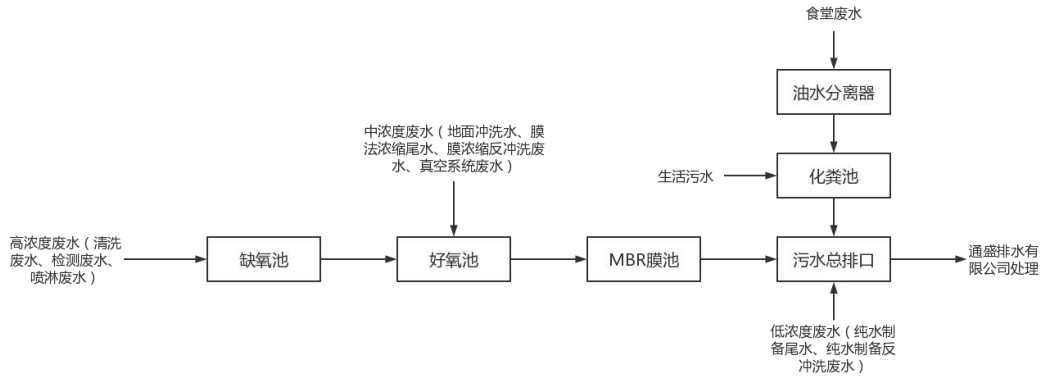 食堂废水
油水分离器
中浓度废水（地面冲洗水、膜
法浓缩尾水、膜浓缩反冲洗废
水、真空系统废水）
生活污水
化粪池
高浓度废水（清洗
废水、检测废水、
喷淋废水）
缺氧池
好氧池
MBR膜池
污水总排口
通盛排水有
限公司处理
低浓度废水（纯水制
备尾水、纯水制备反
冲洗废水）